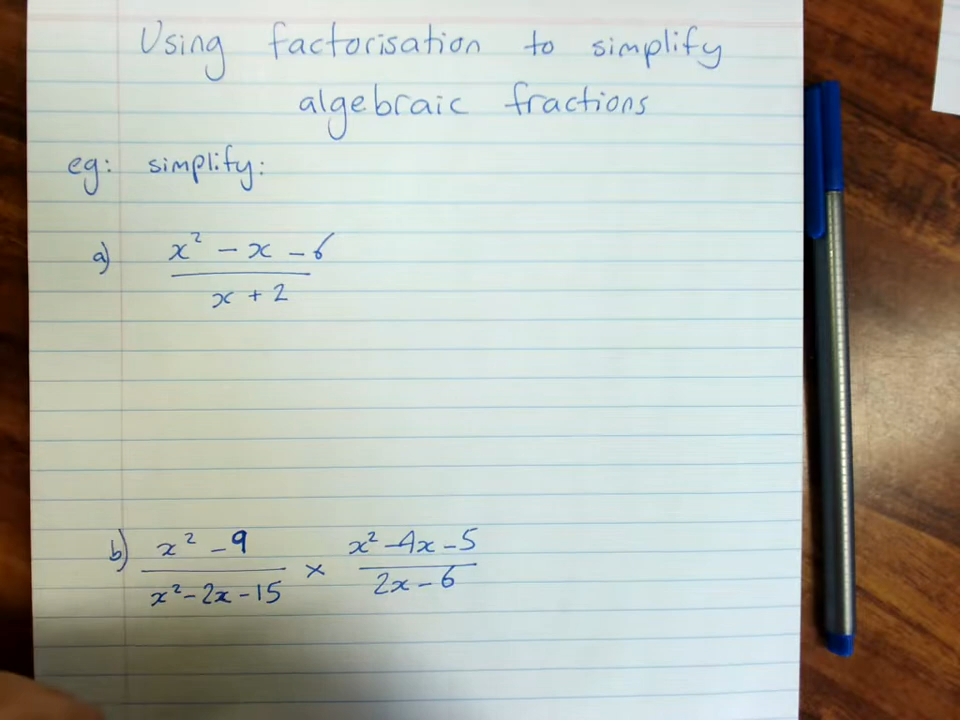 Using factorisation to simplify
algebraic fractions
eg: simplify:
a) x² - x - 6
x + 2
b) x² - 9 / x² - 2x - 15 × x² - 4x - 5 / 2x - 6